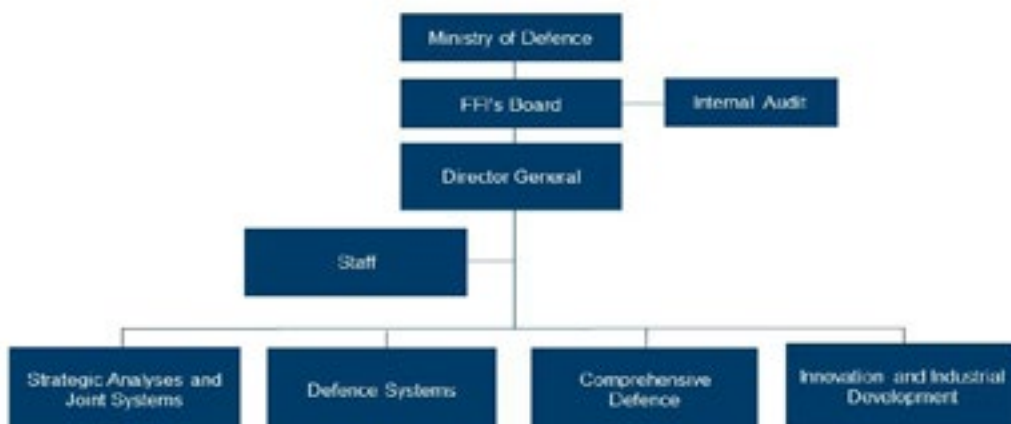 Ministry of Defence
FFI's Board
Internal Audit
Director General
Staff
Strategic Analyses and
Joint Systems
Defence Systems
Comprehensive
Defence
Innovation and Industrial
Development